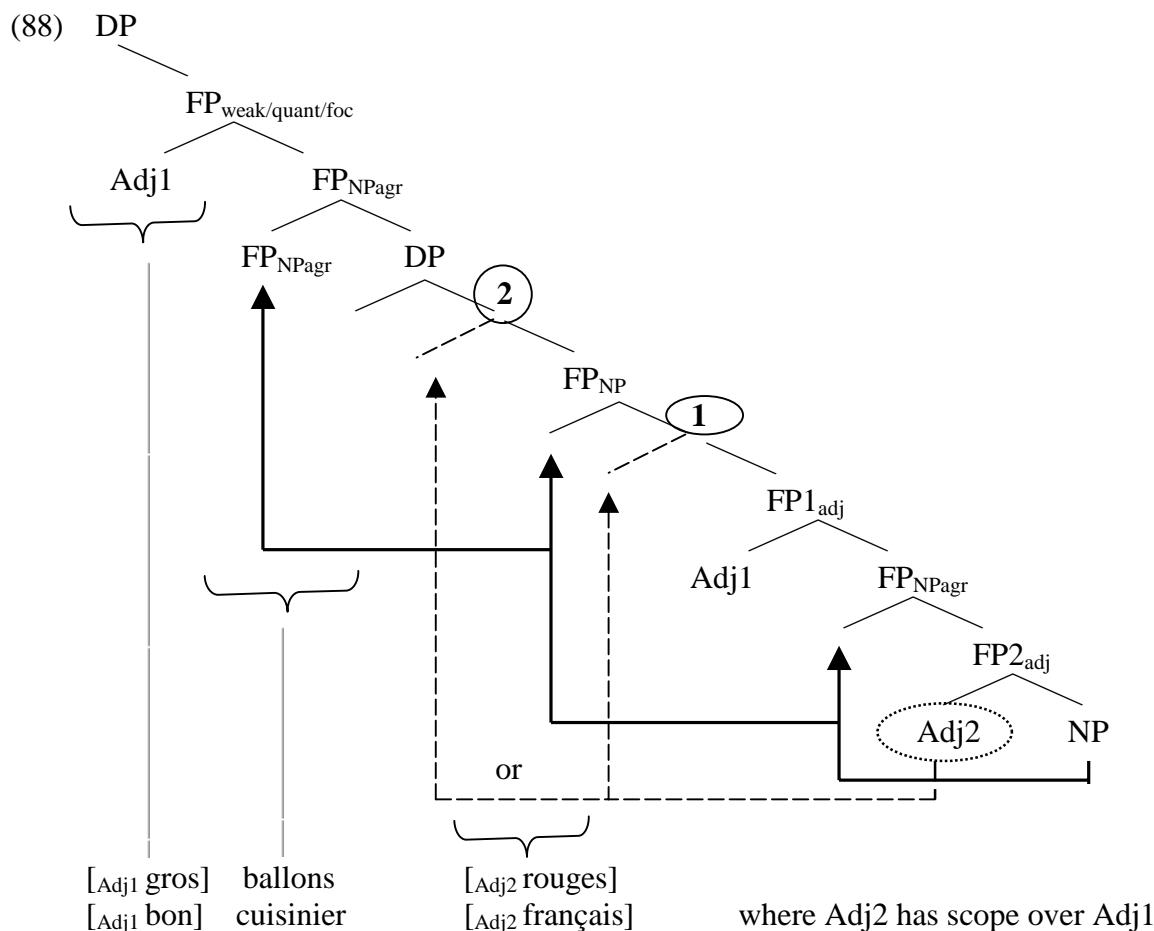 (88) DP
FPweak/quant/foc
Adj1 FPNPagr
FPNPagr DP
2
FPNP
1
FP1adj
Adj1 FPNPagr
FP2adj
Adj2 NP
or
[Adj1 gros] ballons [Adj2 rouges]
[Adj1 bon] cuisinier [Adj2 français] where Adj2 has scope over Adj1